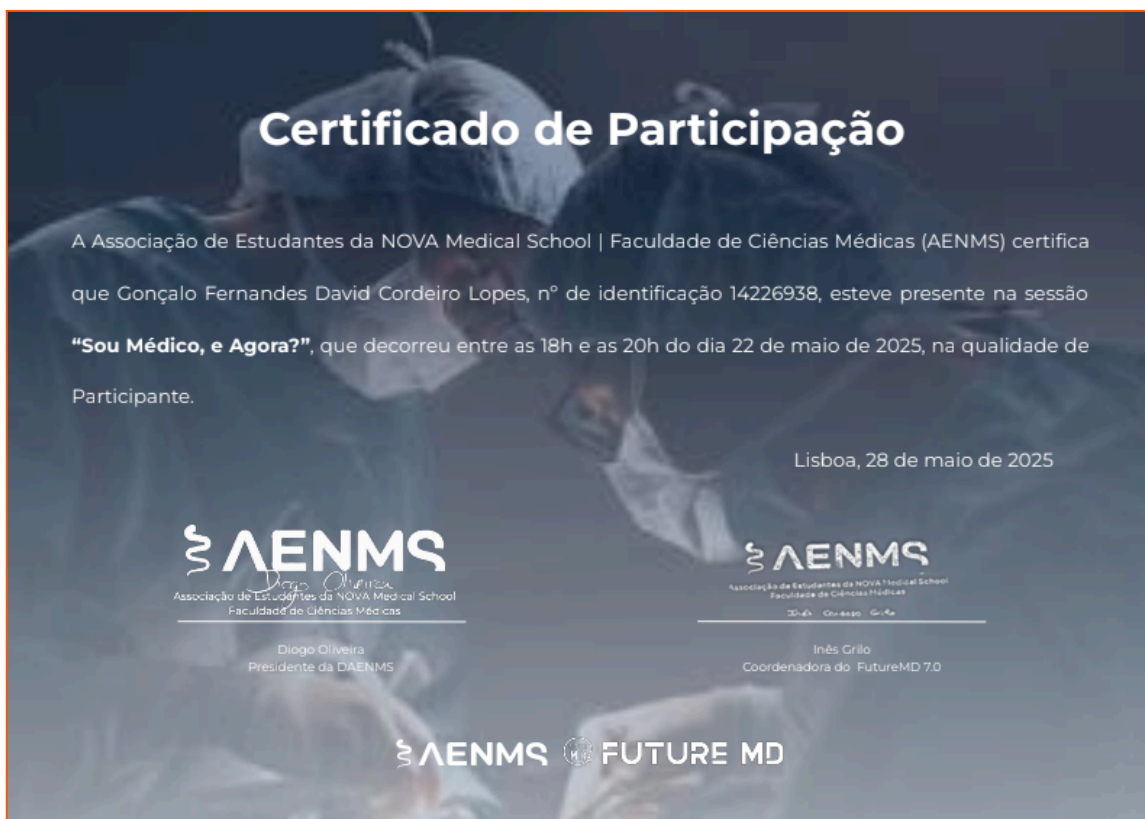 Certificado de Participação
A Associação de Estudantes da NOVA Medical School | Faculdade de Ciências Médicas (AENMS) certifica
que Gonçalo Fernandes David Cordeiro Lopes, nº de identificação 14226938, esteve presente na sessão
“Sou Médico, e Agora?”, que decorreu entre as 18h e as 20h do dia 22 de maio de 2025, na qualidade de
Participante.
Lisboa, 28 de maio de 2025
AENMS
Diogo Oliveira
Associação de Estudantes da NOVA Medical School
Faculdade de Ciências Médicas
Diogo Oliveira
Presidente da DAENMS
AENMS
Associação de Estudantes da NOVA Medical School
Faculdade de Ciências Médicas
Inês Cardoso Grilo
Inês Grilo
Coordenadora do FutureMD 7.0
AENMS FUTURE MD